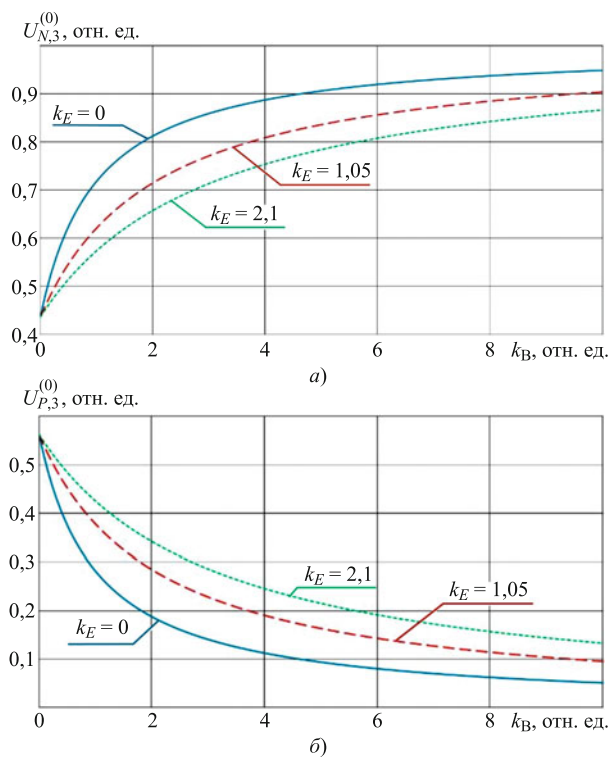 U_{N,3}^{(0)}, отн. ед.
0,9
k_E = 0
0,8
k_E = 1,05
0,7
k_E = 2,1
0,6
0,5
0,4
0 2 4 6 8 k_B, отн. ед.
а)
U_{P,3}^{(0)}, отн. ед.
0,5
0,4
0,3
k_E = 2,1
k_E = 1,05
0,2
k_E = 0
0,1
0 2 4 6 8 k_B, отн. ед.
б)